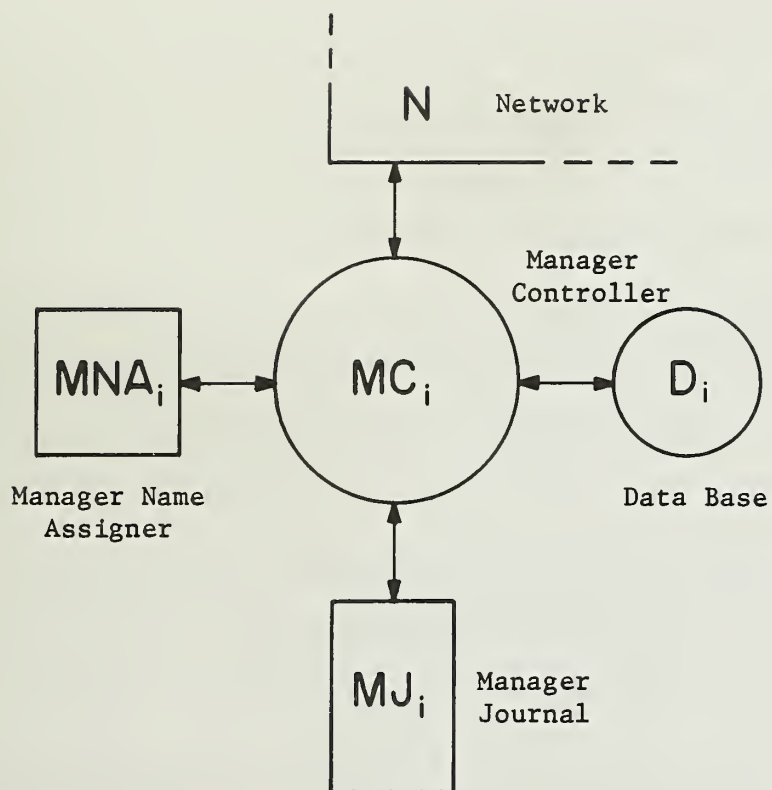 N Network
Manager
Controller
MNAᵢ
MCᵢ
Dᵢ
Manager Name
Assigner
Data Base
MJᵢ
Manager
Journal